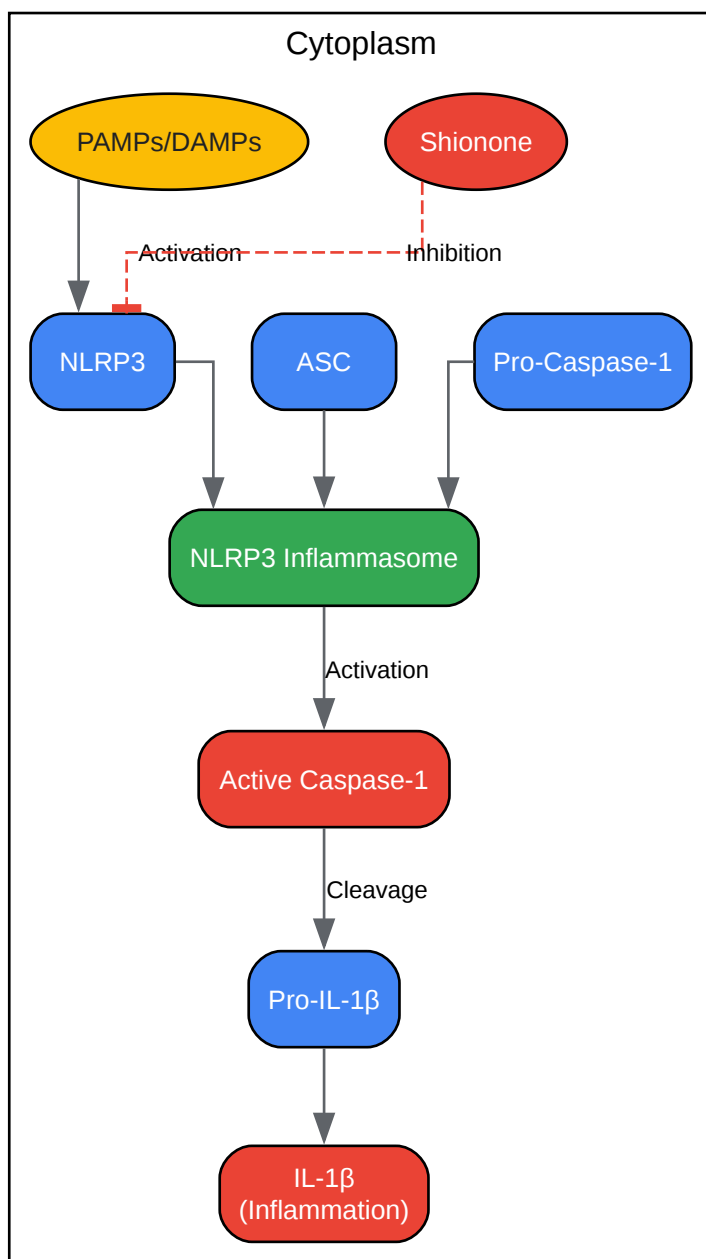 Cytoplasm
PAMPs/DAMPs
Shionone
Activation
Inhibition
NLRP3
ASC
Pro-Caspase-1
NLRP3 Inflammasome
Activation
Active Caspase-1
Cleavage
Pro-IL-1β
IL-1β
(Inflammation)